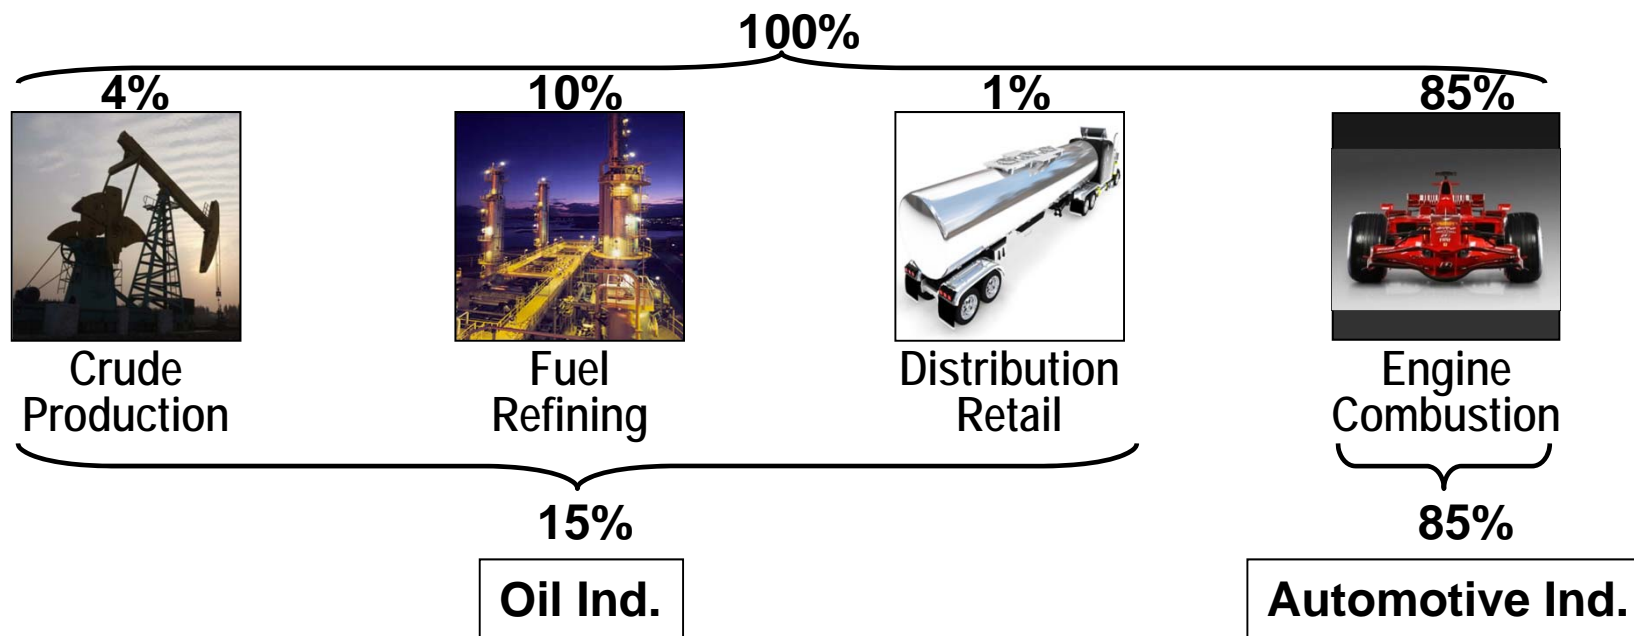 100%
4%
10%
1%
85%
Crude
Production
Fuel
Refining
Distribution
Retail
Engine
Combustion
15%
85%
Oil Ind.
Automotive Ind.